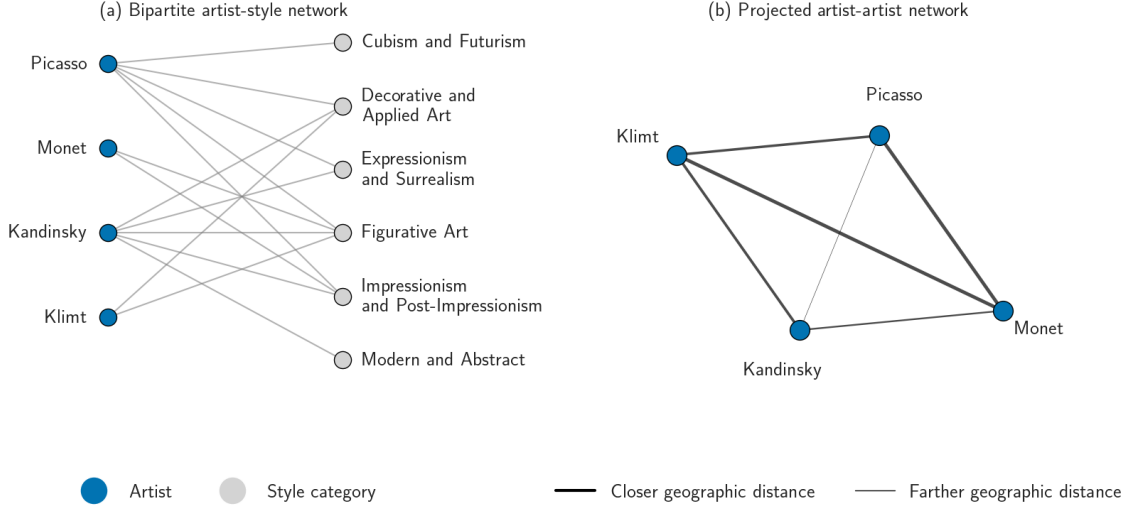 (a) Bipartite artist-style network
Picasso
Monet
Kandinsky
Klimt
Cubism and Futurism
Decorative and
Applied Art
Expressionism
and Surrealism
Figurative Art
Impressionism
and Post-Impressionism
Modern and Abstract
(b) Projected artist-artist network
Picasso
Klimt
Monet
Kandinsky
Artist
Style category
Closer geographic distance
Farther geographic distance